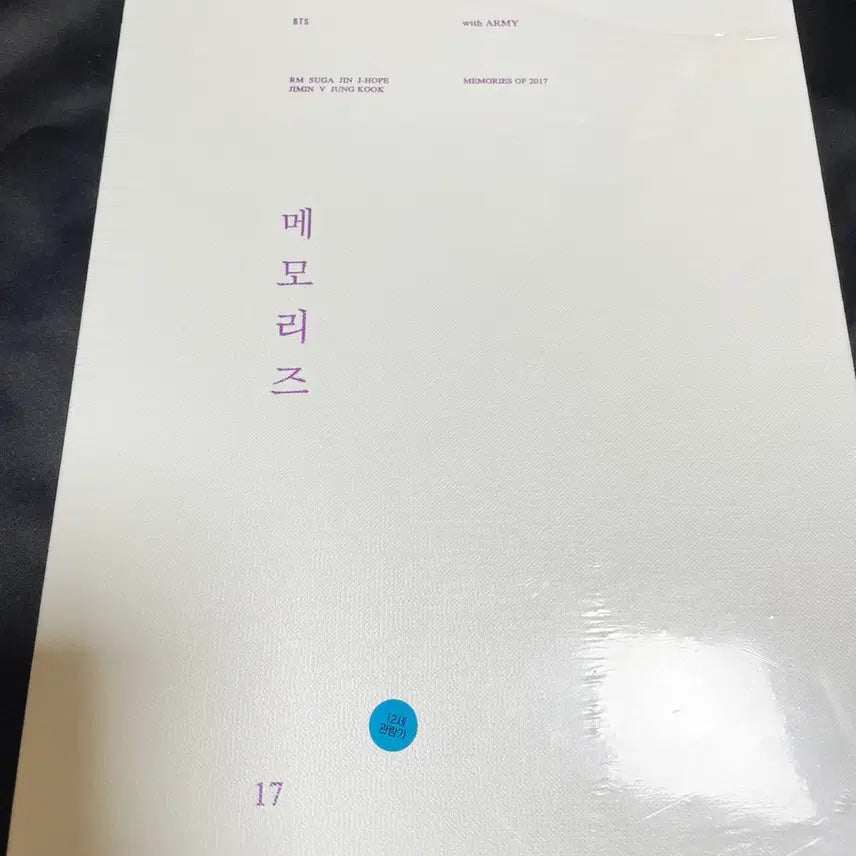 BTS
with ARMY
RM SUGA JIN J-HOPE
JIMIN V JUNG KOOK
MEMORIES OF 2017
메
모
리
즈
12세
관람가
17